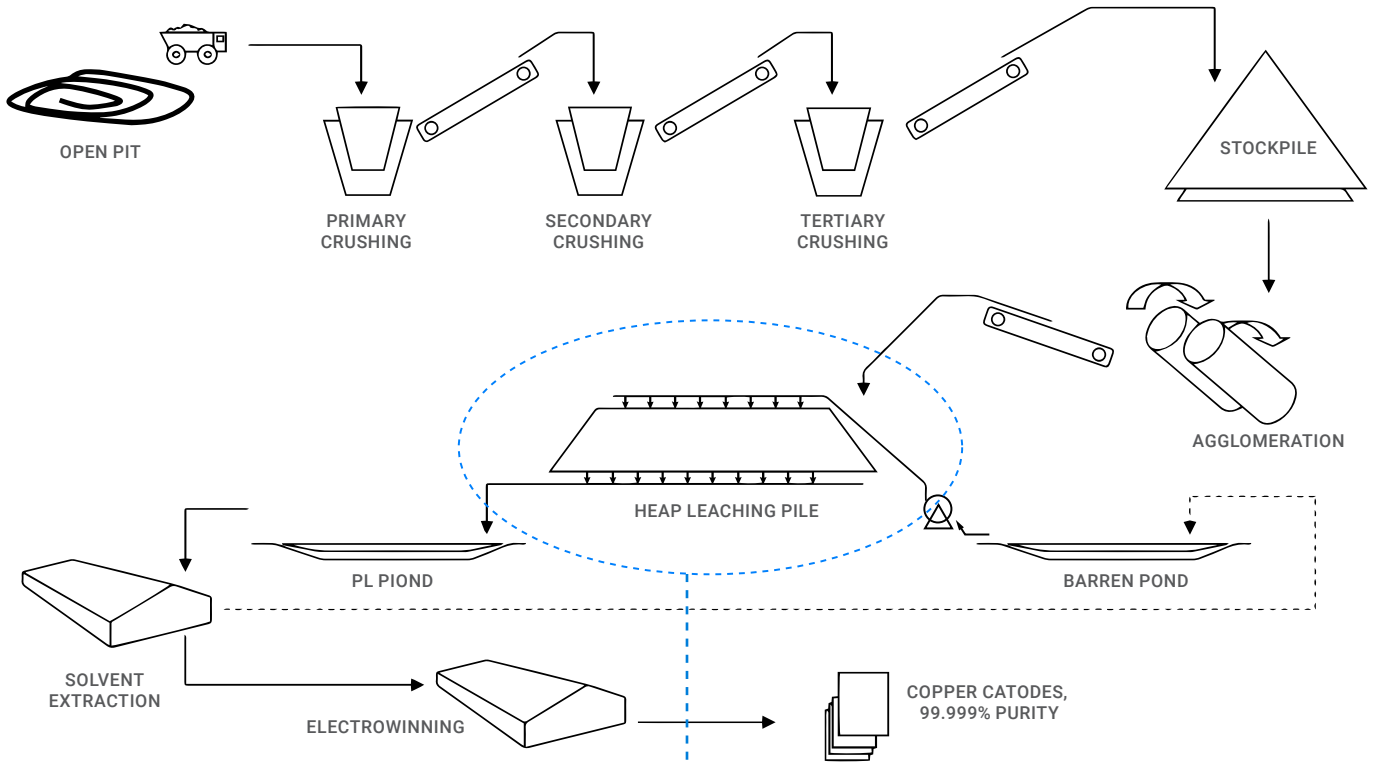 OPEN PIT
PRIMARY
CRUSHING
SECONDARY
CRUSHING
TERTIARY
CRUSHING
STOCKPILE
AGGLOMERATION
HEAP LEACHING PILE
PL PIOND
BARREN POND
SOLVENT
EXTRACTION
ELECTROWINNING
COPPER CATODES,
99.999% PURITY